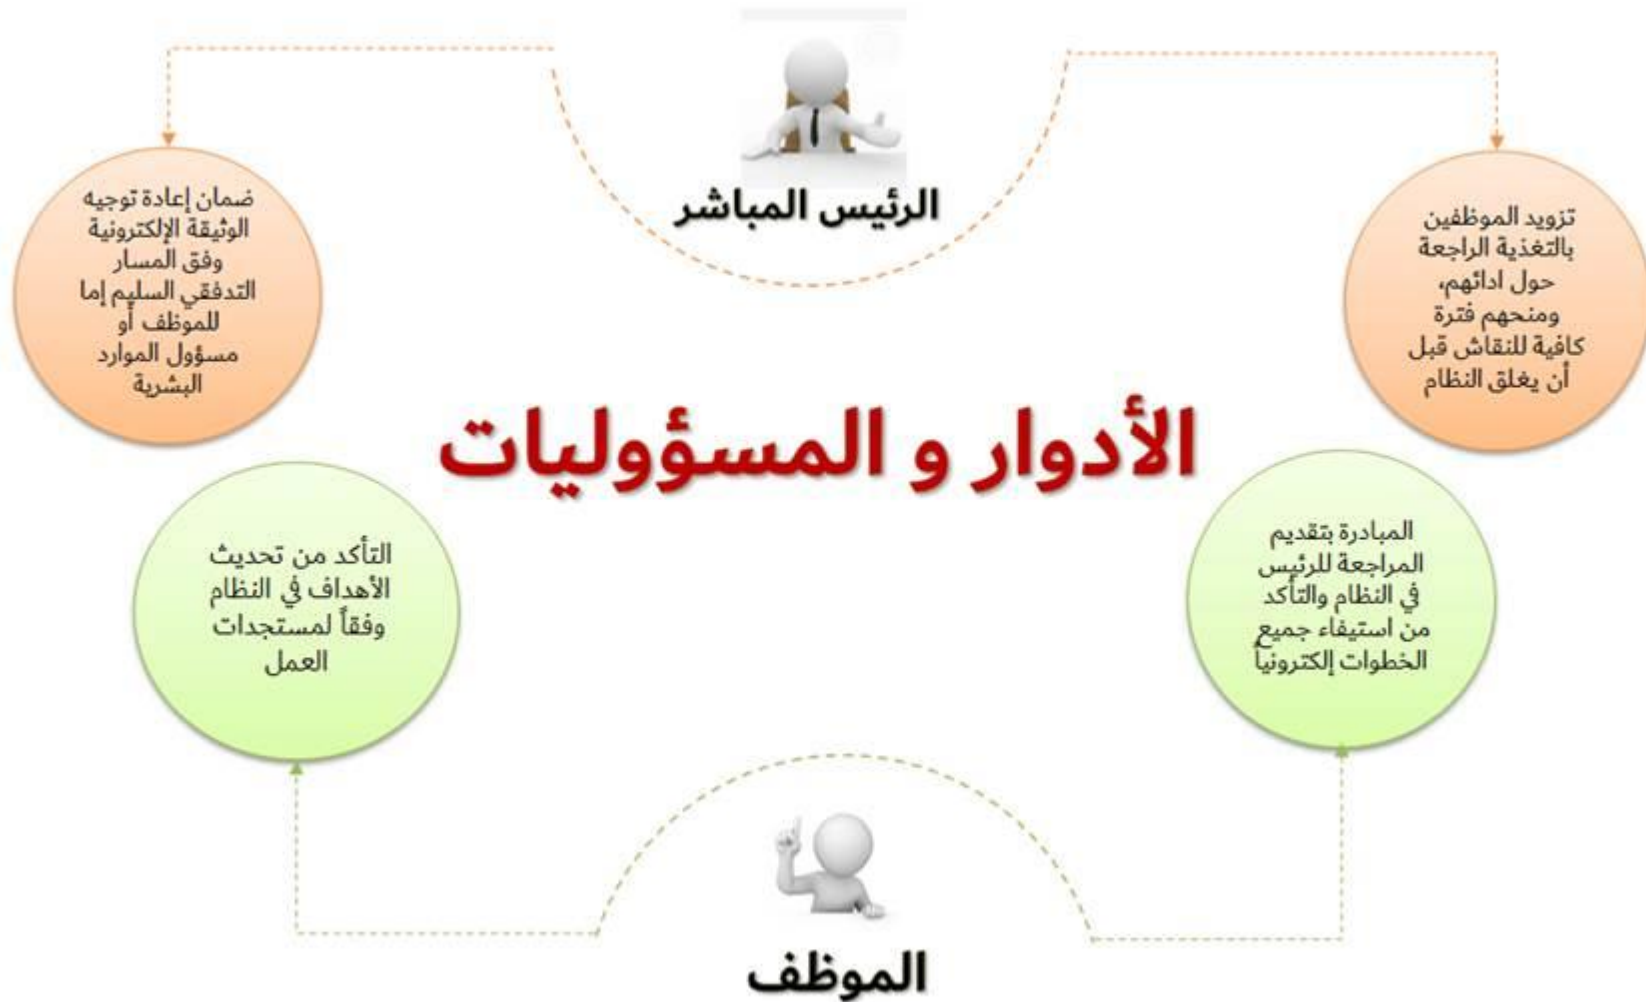 الرئيس المباشر
تزويد الموظفين
بالتغذية الراجعة
حول ادائهم،
ومنحهم فترة
كافية للنقاش قبل
أن يغلق النظام
ضمان إعادة توجيه
الوثيقة الإلكترونية
وفق المسار
التدفقي السليم إما
للموظف أو
مسؤول الموارد
البشرية
الأدوار و المسؤوليات
المبادرة بتقديم
المراجعة للرئيس
في النظام والتأكد
من استيفاء جميع
الخطوات إلكترونياً
التأكد من تحديث
الأهداف في النظام
وفقاً لمستجدات
العمل
الموظف